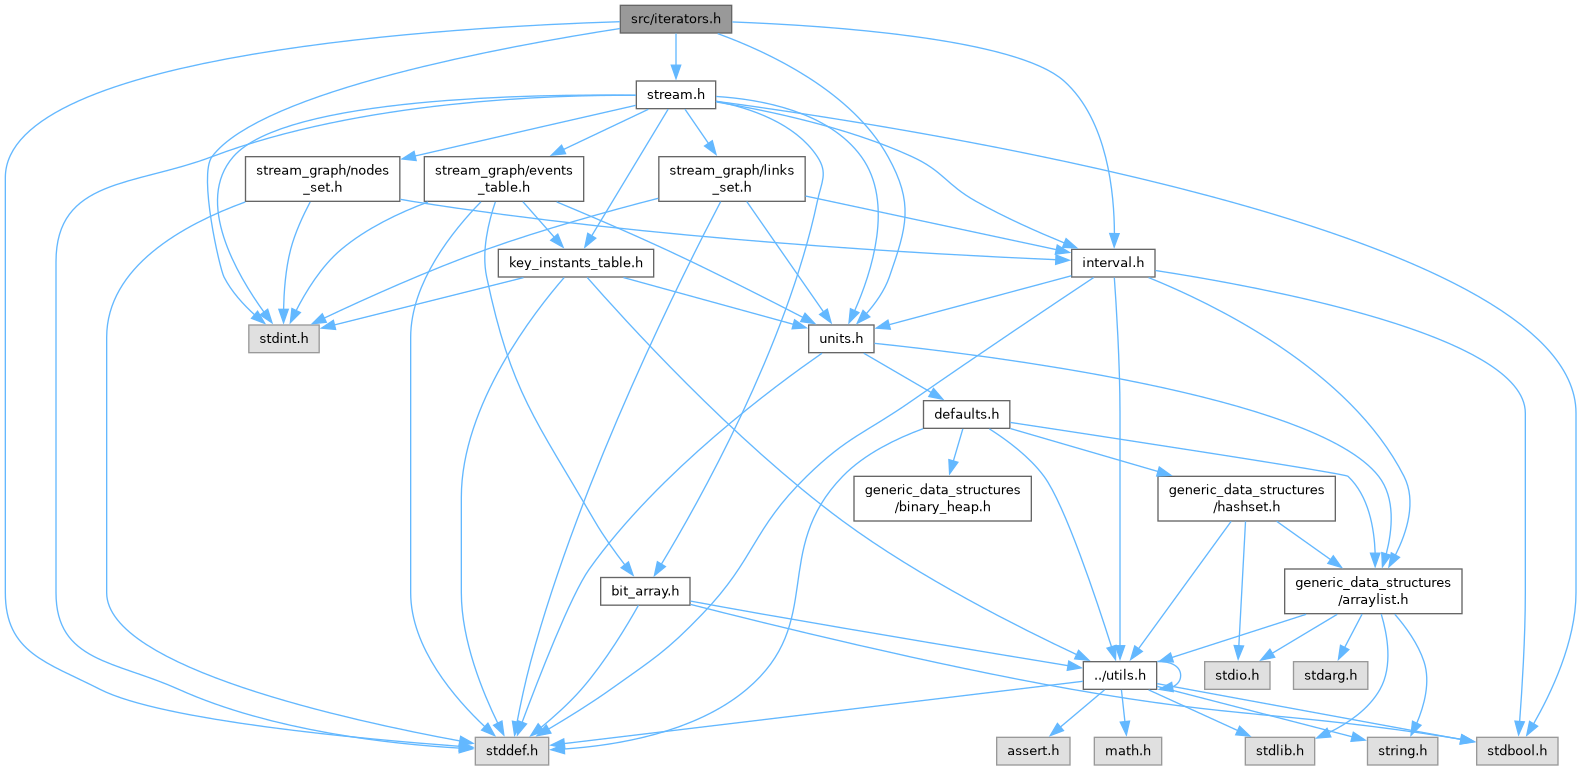 src/iterators.h
stream.h
stream_graph/nodes
_set.h
stream_graph/events
_table.h
stream_graph/links
_set.h
key_instants_table.h
interval.h
stdint.h
units.h
defaults.h
generic_data_structures
/binary_heap.h
generic_data_structures
/hashset.h
bit_array.h
generic_data_structures
/arraylist.h
../utils.h
stdio.h
stdarg.h
stddef.h
assert.h
math.h
stdlib.h
string.h
stdbool.h